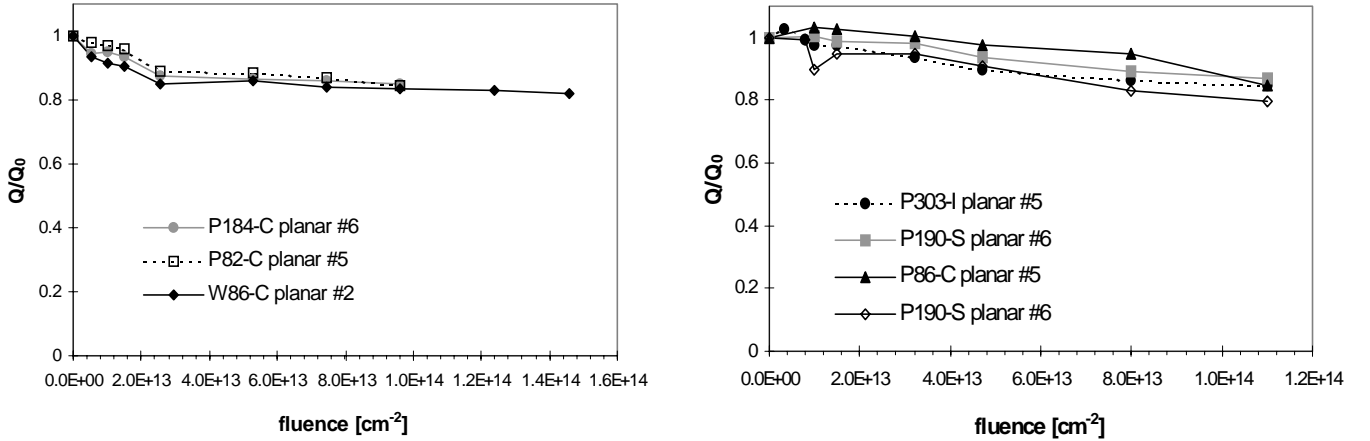 1
0.8
0.6
0.4
0.2
0
Q/Q0
P184-C planar #6
P82-C planar #5
W86-C planar #2
0.0E+00 2.0E+13 4.0E+13 6.0E+13 8.0E+13 1.0E+14 1.2E+14 1.4E+14 1.6E+14
fluence [cm-2]
1
0.8
0.6
0.4
0.2
0
Q/Q0
P303-I planar #5
P190-S planar #6
P86-C planar #5
P190-S planar #6
0.0E+00 2.0E+13 4.0E+13 6.0E+13 8.0E+13 1.0E+14 1.2E+14
fluence [cm-2]